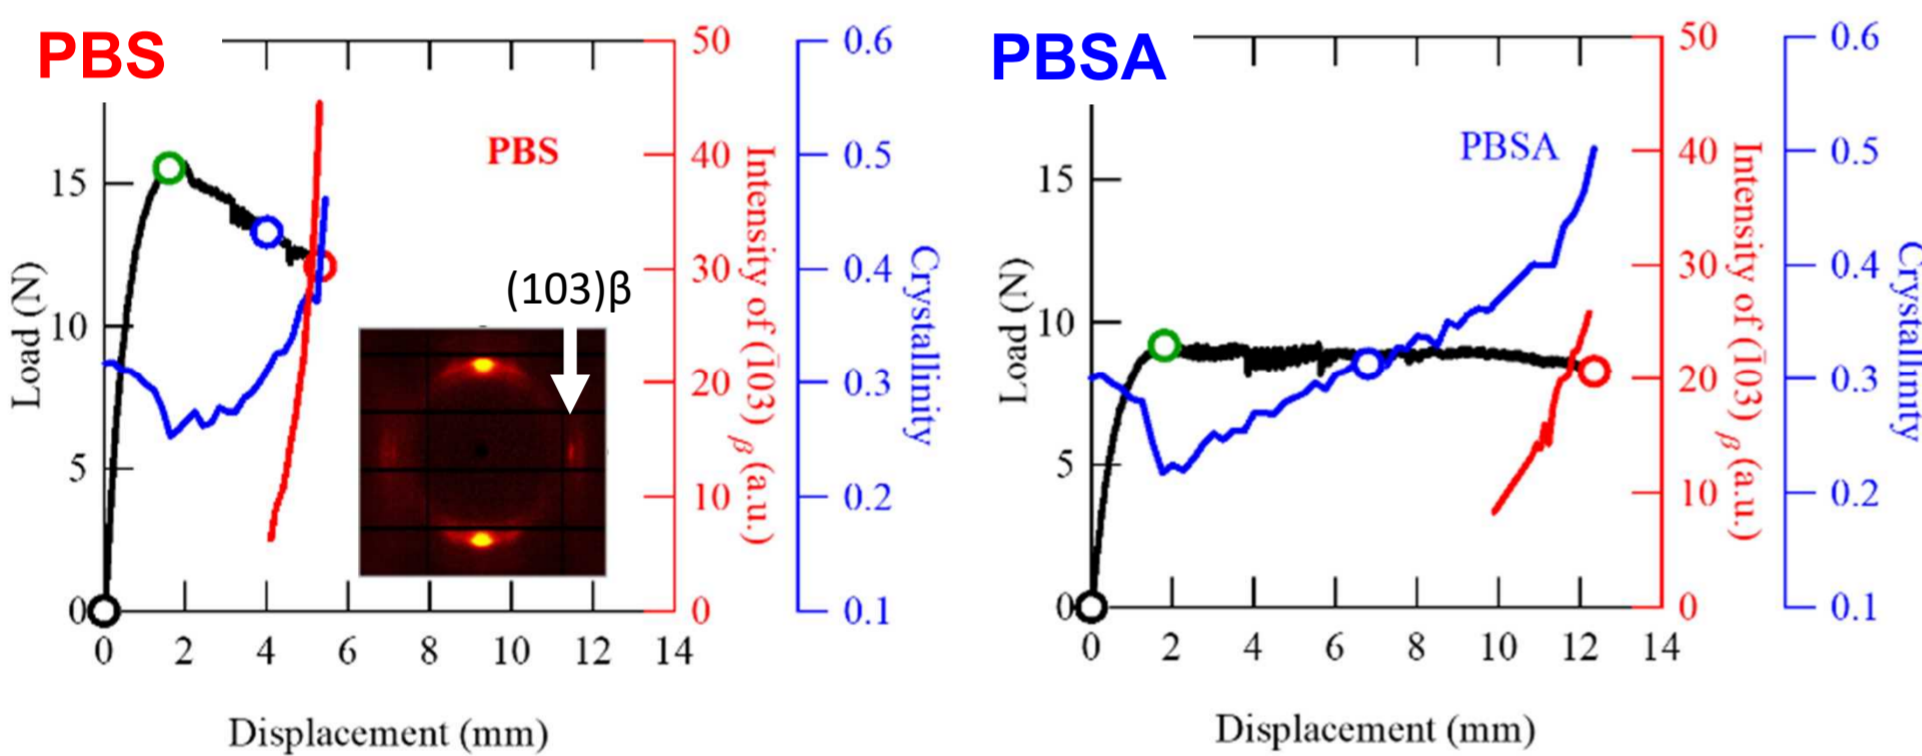 PBS
PBS
(103)β
Load (N)
15
10
5
0
0 2 4 6 8 10 12 14
Displacement (mm)
50
40
30
20
10
0
Intensity of (1̄03)β (a.u.)
0.6
0.5
0.4
0.3
0.2
0.1
Crystallinity
PBSA
PBSA
Load (N)
15
10
5
0
0 2 4 6 8 10 12 14
Displacement (mm)
50
40
30
20
10
0
Intensity of (1̄03)β (a.u.)
0.6
0.5
0.4
0.3
0.2
0.1
Crystallinity